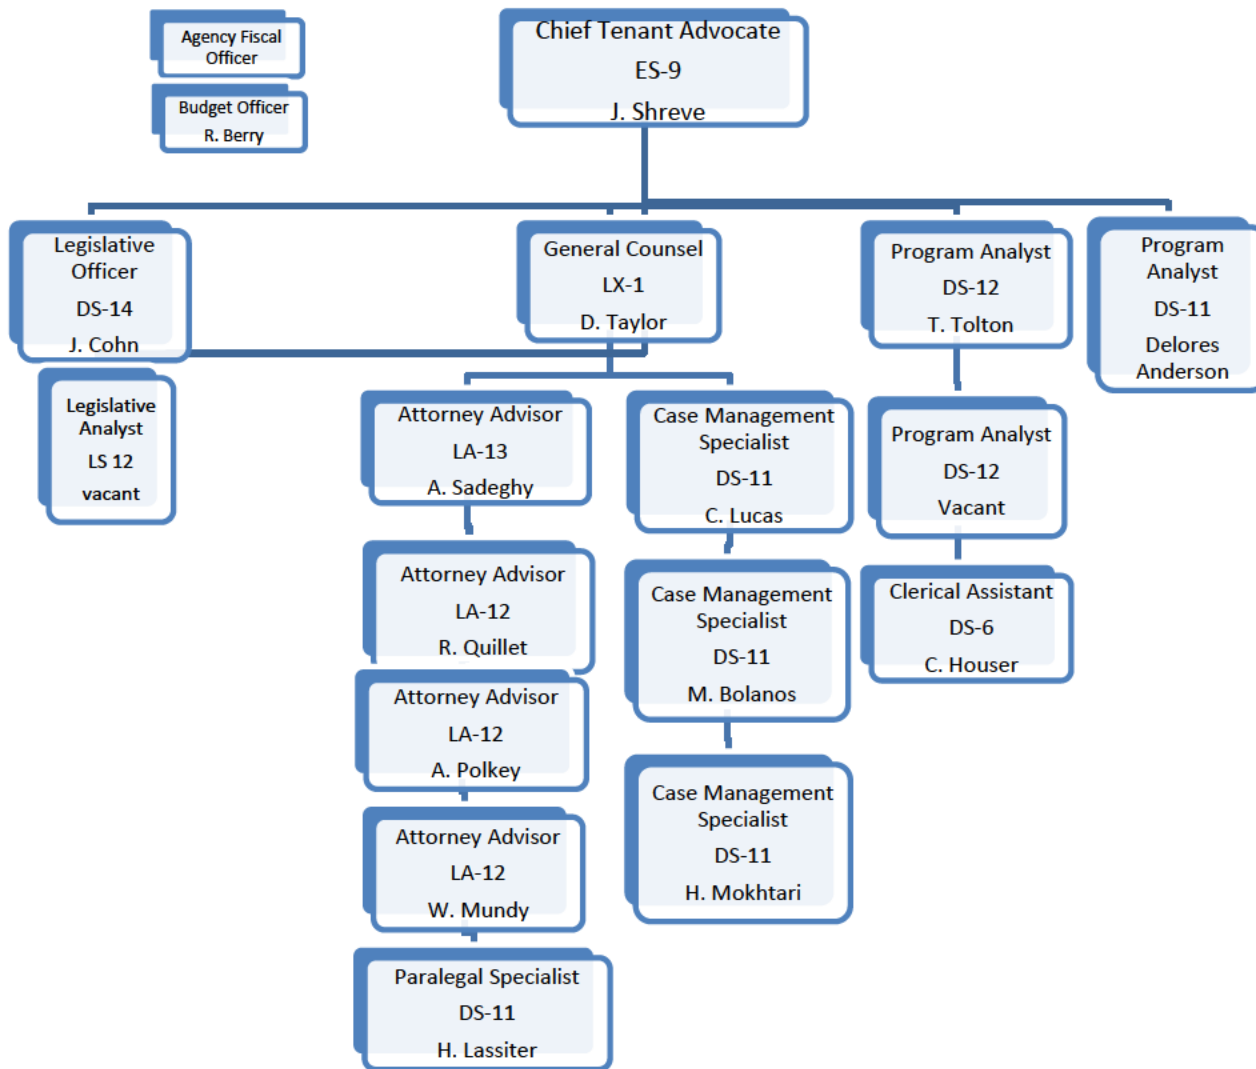 Agency Fiscal
Officer
Budget Officer
R. Berry
Chief Tenant Advocate
ES-9
J. Shreve
Legislative
Officer
DS-14
J. Cohn
Legislative
Analyst
LS 12
vacant
General Counsel
LX-1
D. Taylor
Attorney Advisor
LA-13
A. Sadeghy
Attorney Advisor
LA-12
R. Quillet
Attorney Advisor
LA-12
A. Polkey
Attorney Advisor
LA-12
W. Mundy
Paralegal Specialist
DS-11
H. Lassiter
Case Management
Specialist
DS-11
C. Lucas
Case Management
Specialist
DS-11
M. Bolanos
Case Management
Specialist
DS-11
H. Mokhtari
Program Analyst
DS-12
T. Tolton
Program Analyst
DS-12
Vacant
Clerical Assistant
DS-6
C. Houser
Program
Analyst
DS-11
Delores
Anderson